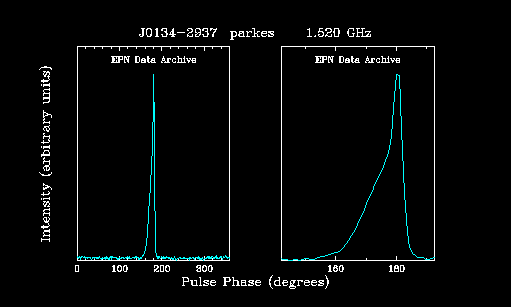 J0134-2937 parkes 1.520 GHz
EPN Data Archive EPN Data Archive
Intensity (arbitrary units)
0 100 200 300 160 180
Pulse Phase (degrees)